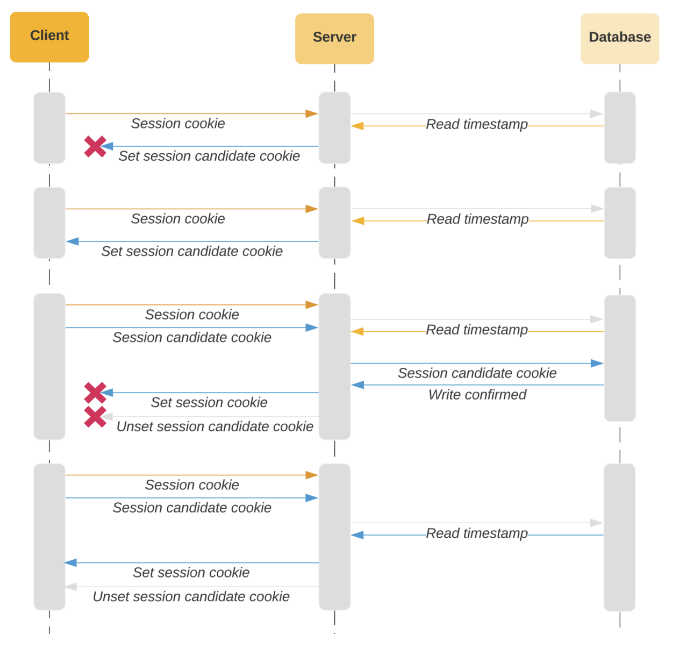 Client
Server
Database
Session cookie
Read timestamp
Set session candidate cookie
Session cookie
Read timestamp
Set session candidate cookie
Session cookie
Read timestamp
Session candidate cookie
Session candidate cookie
Write confirmed
Set session cookie
Unset session candidate cookie
Session cookie
Session candidate cookie
Read timestamp
Set session cookie
Unset session candidate cookie